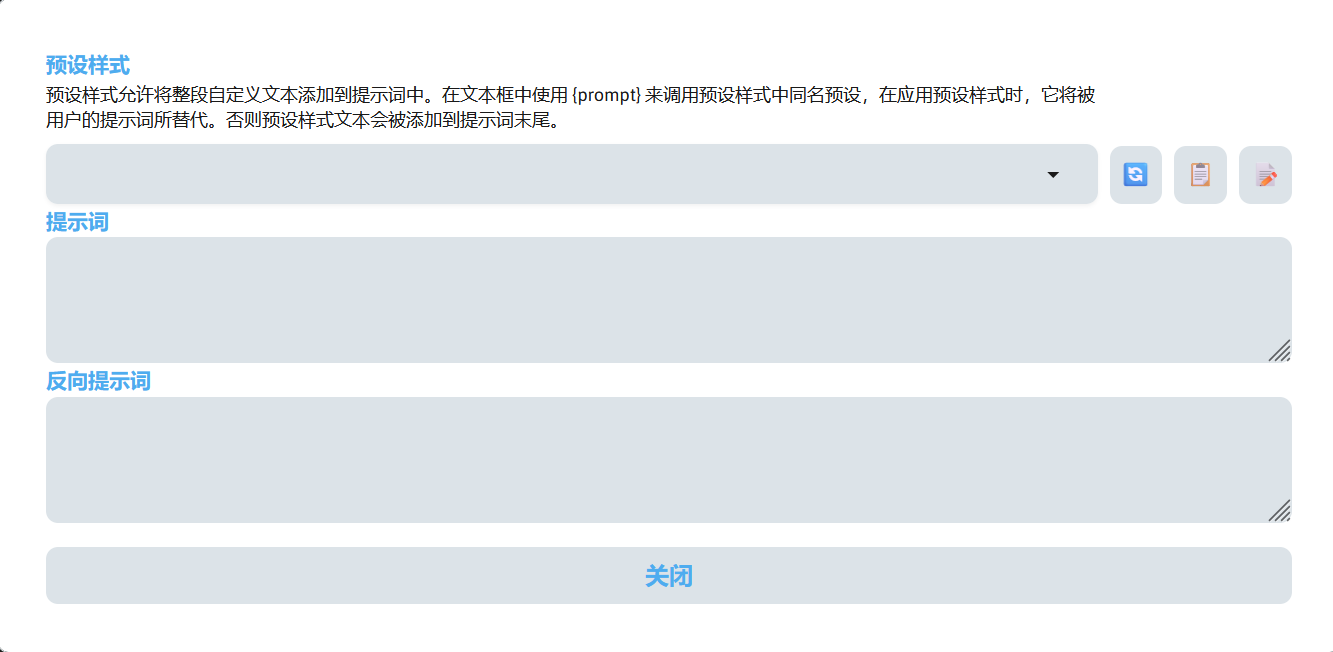 预设样式
预设样式允许将整段自定义文本添加到提示词中。在文本框中使用 {prompt} 来调用预设样式中同名预设，在应用预设样式时，它将被
用户的提示词所替代。否则预设样式文本会被添加到提示词末尾。
提示词
反向提示词
关闭